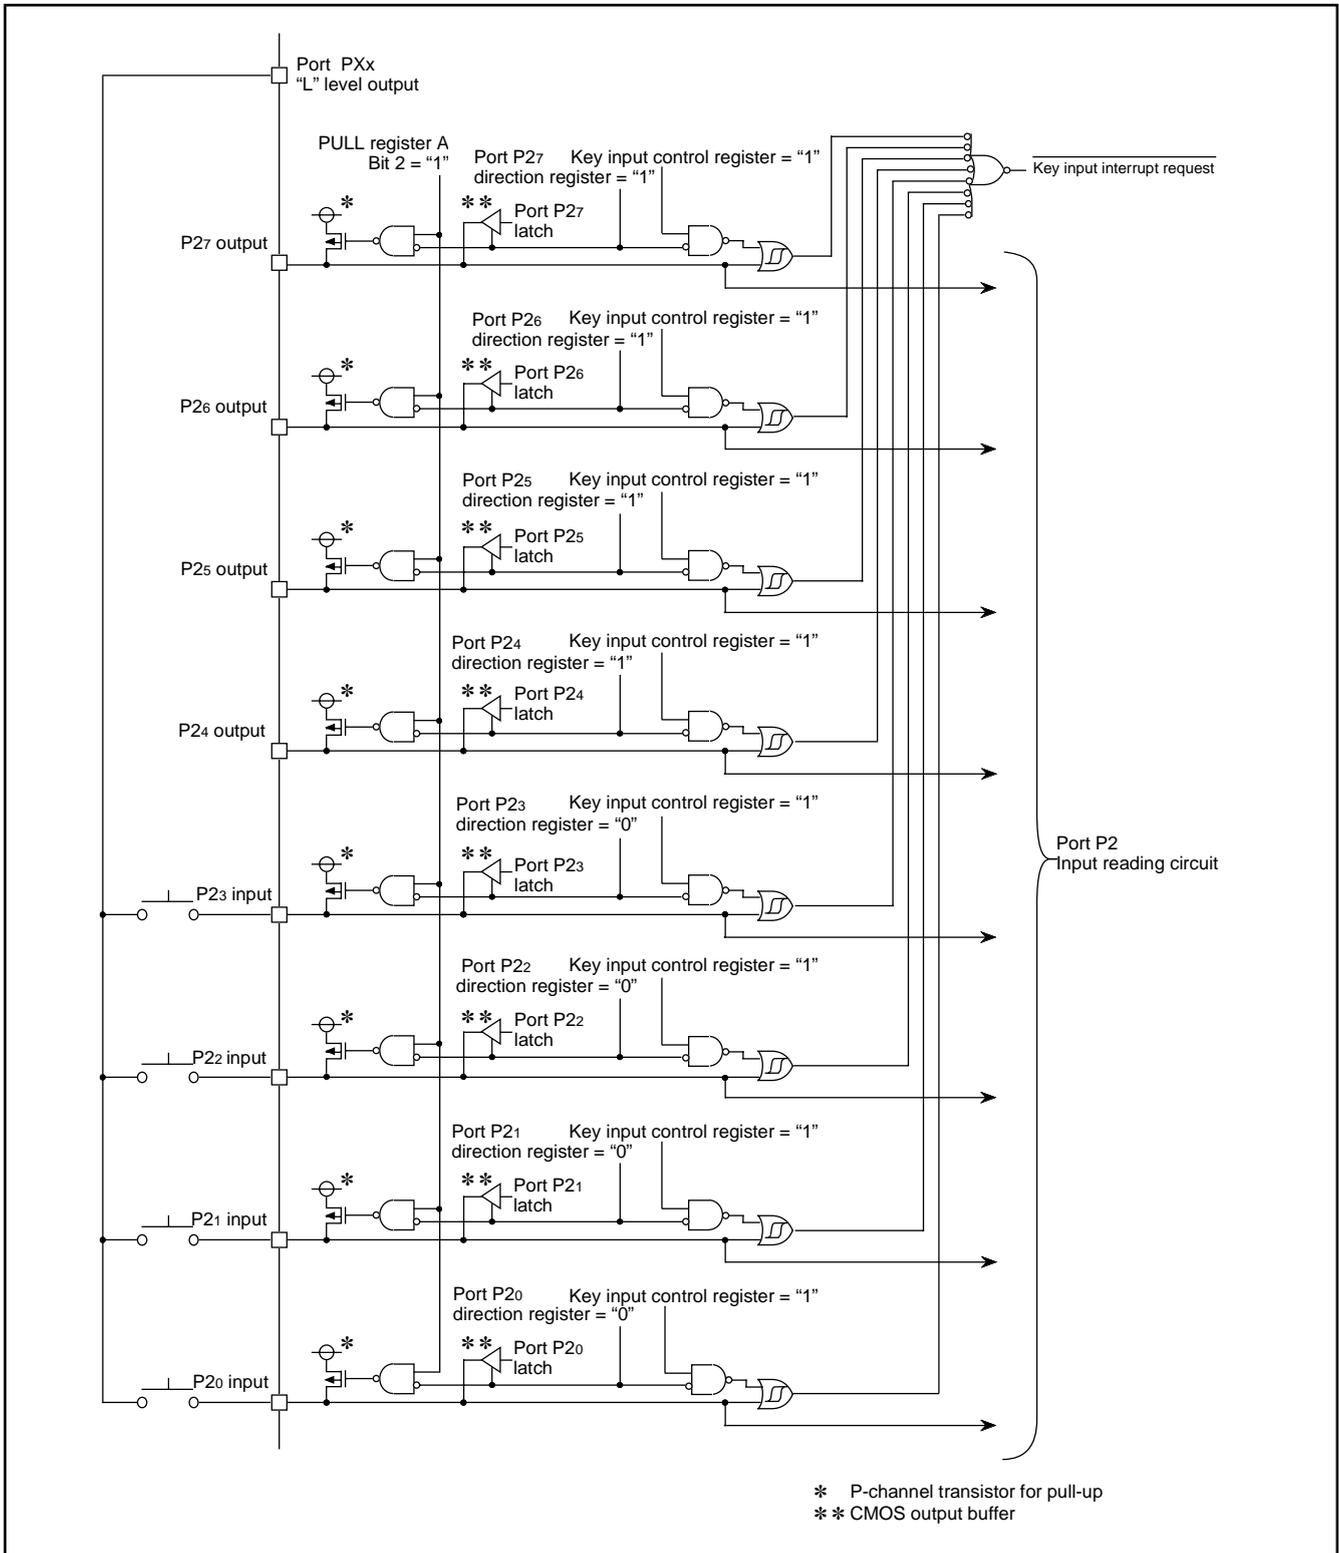 Port PXx
“L” level output
PULL register A
Bit 2 = “1”
Port P27
direction register = “1”
Key input control register = “1”
Key input interrupt request
*
**
Port P27
latch
P27 output
Port P26
direction register = “1”
Key input control register = “1”
*
**
Port P26
latch
P26 output
Port P25
direction register = “1”
Key input control register = “1”
*
**
Port P25
latch
P25 output
Port P24
direction register = “1”
Key input control register = “1”
*
**
Port P24
latch
P24 output
Port P23
direction register = “0”
Key input control register = “1”
*
**
Port P23
latch
P23 input
Port P2
Input reading circuit
Port P22
direction register = “0”
Key input control register = “1”
*
**
Port P22
latch
P22 input
Port P21
direction register = “0”
Key input control register = “1”
*
**
Port P21
latch
P21 input
Port P20
direction register = “0”
Key input control register = “1”
*
**
Port P20
latch
P20 input
* P-channel transistor for pull-up
** CMOS output buffer